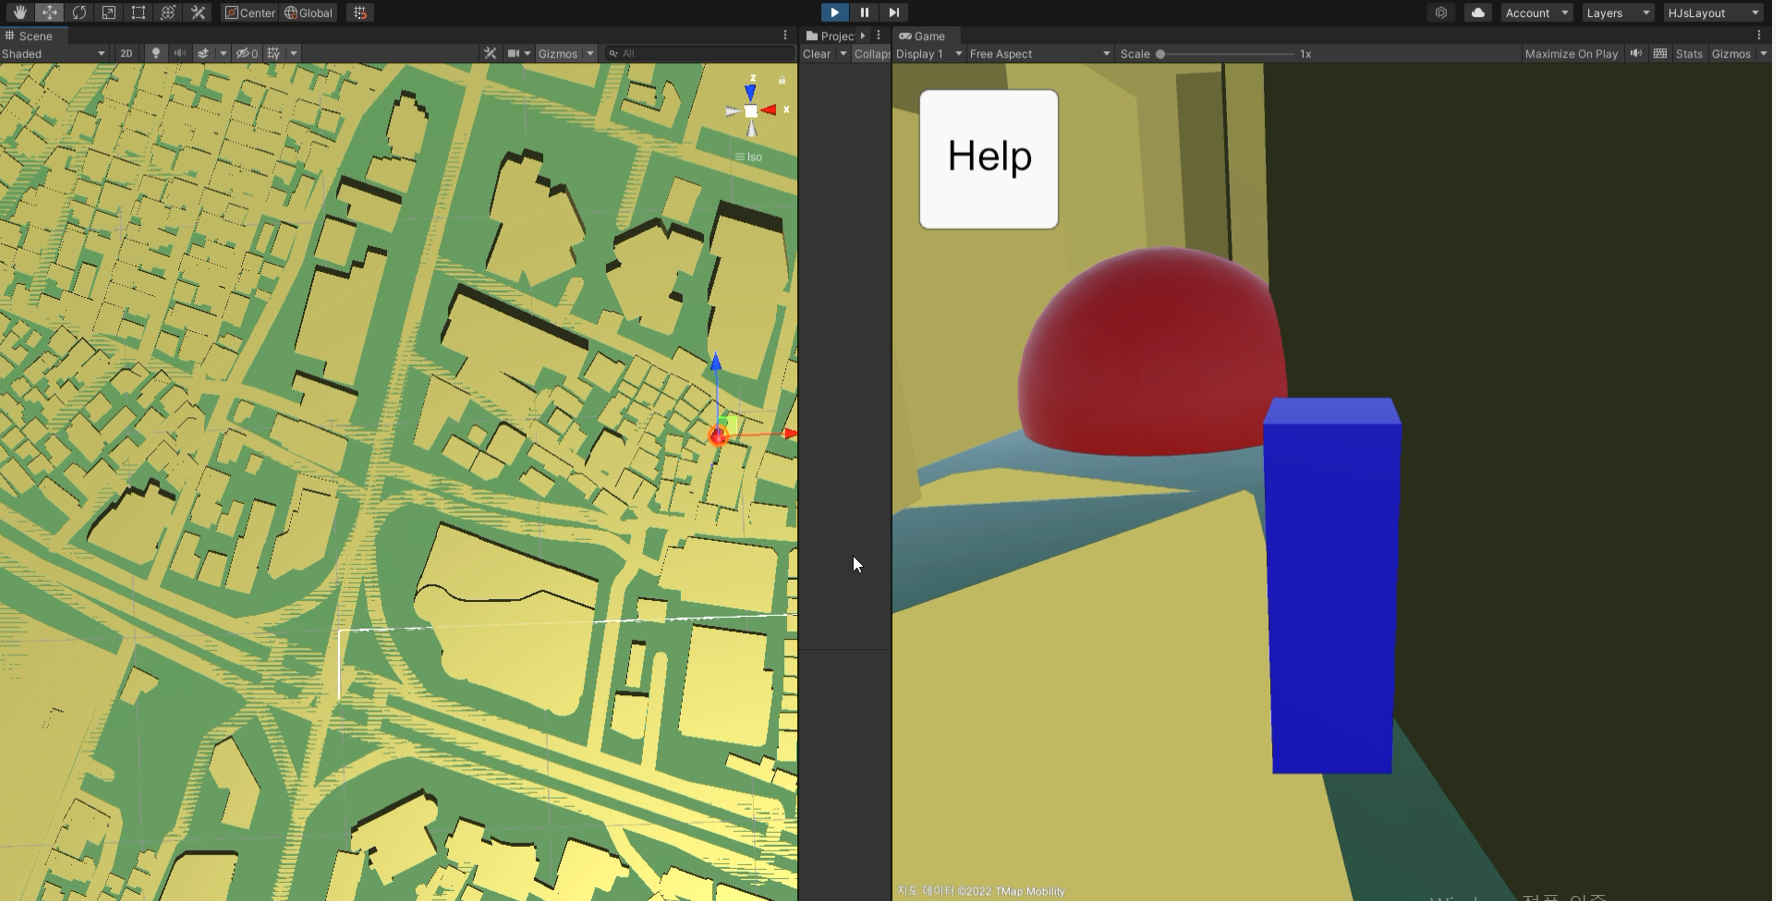 Center Global
Account Layers HJsLayout
Scene
Projec
Game
Shaded 2D 0 Gizmos All
Clear Collaps
Display 1 Free Aspect Scale 1x Maximize On Play Stats Gizmos
z
x
Iso
Help
지도 데이터 ©2022 TMap Mobility